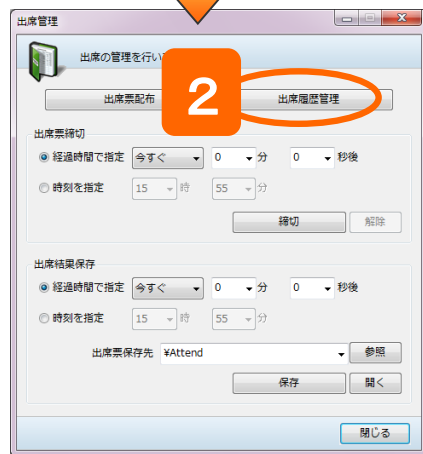 出席管理
出席の管理を行い
出席票配布
2
出席履歴管理
出席票締切
経過時間で指定 今すぐ 0 分 0 秒後
時刻を指定 15 時 55 分
締切 解除
出席結果保存
経過時間で指定 今すぐ 0 分 0 秒後
時刻を指定 15 時 55 分
出席票保存先 ¥Attend 参照
保存 開く
閉じる